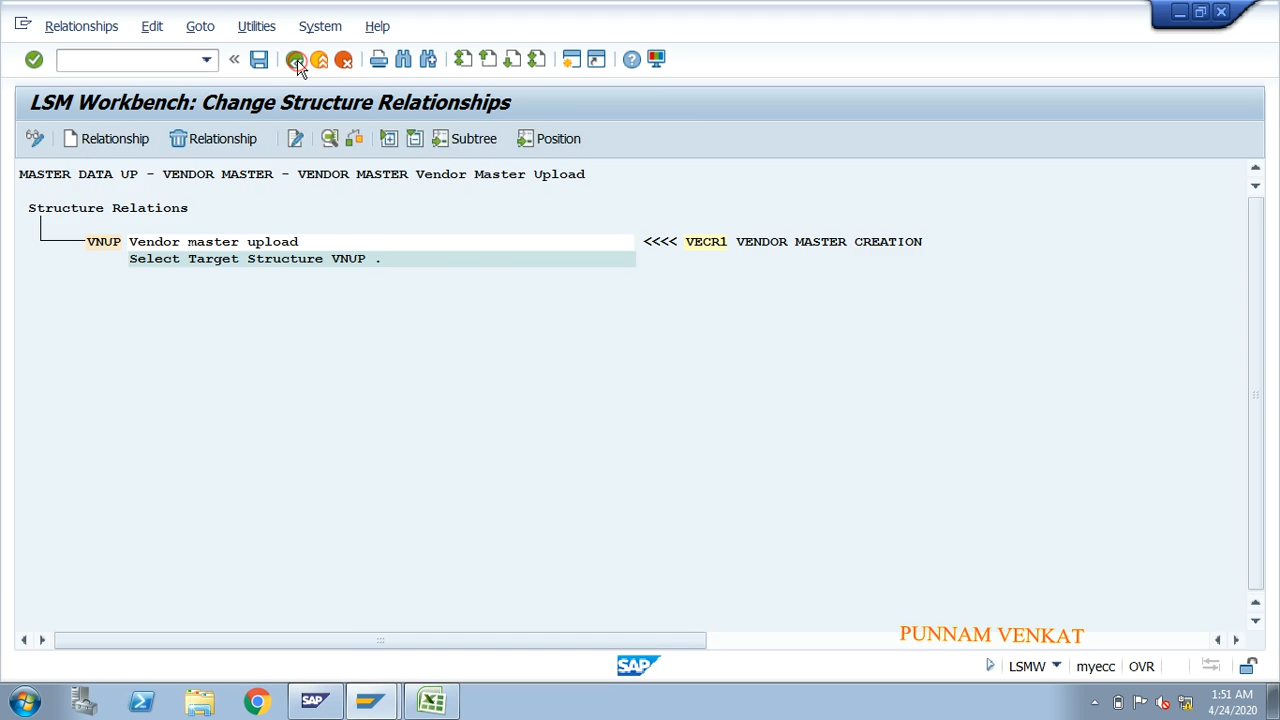 Relationships Edit Goto Utilities System Help
LSM Workbench: Change Structure Relationships
Relationship Relationship Subtree Position
MASTER DATA UP - VENDOR MASTER - VENDOR MASTER Vendor Master Upload
Structure Relations
VNUP Vendor master upload <<<< VECR1 VENDOR MASTER CREATION
Select Target Structure VNUP .
PUNNAM VENKAT
SAP LSMW myecc OVR
SAP
1:51 AM
4/24/2020